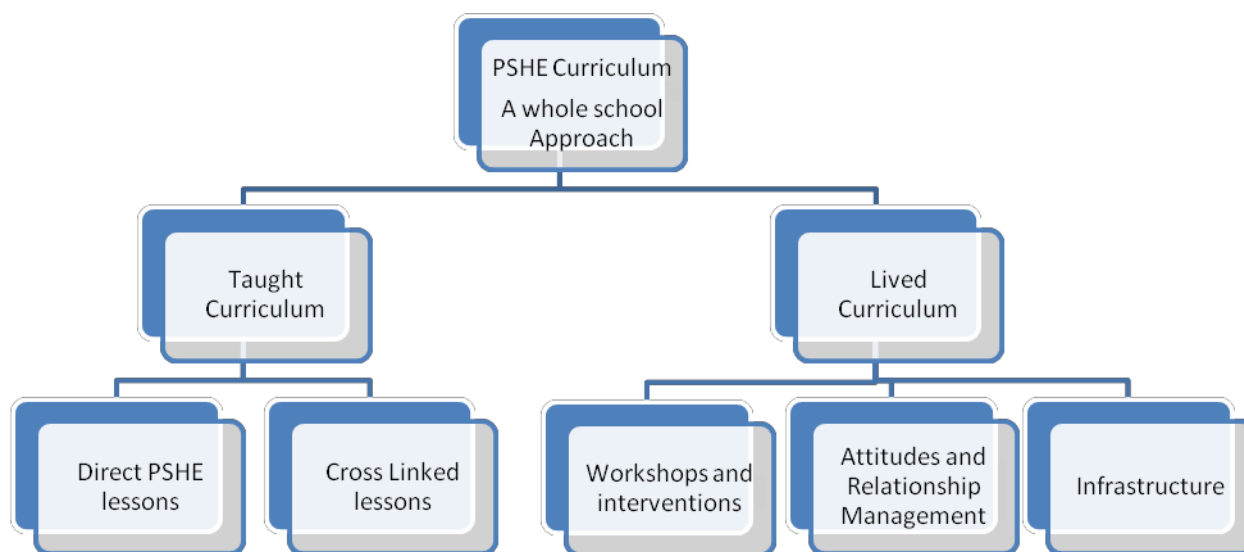 PSHE Curriculum
A whole school
Approach
Taught
Curriculum
Lived
Curriculum
Direct PSHE
lessons
Cross Linked
lessons
Workshops and
interventions
Attitudes and
Relationship
Management
Infrastructure